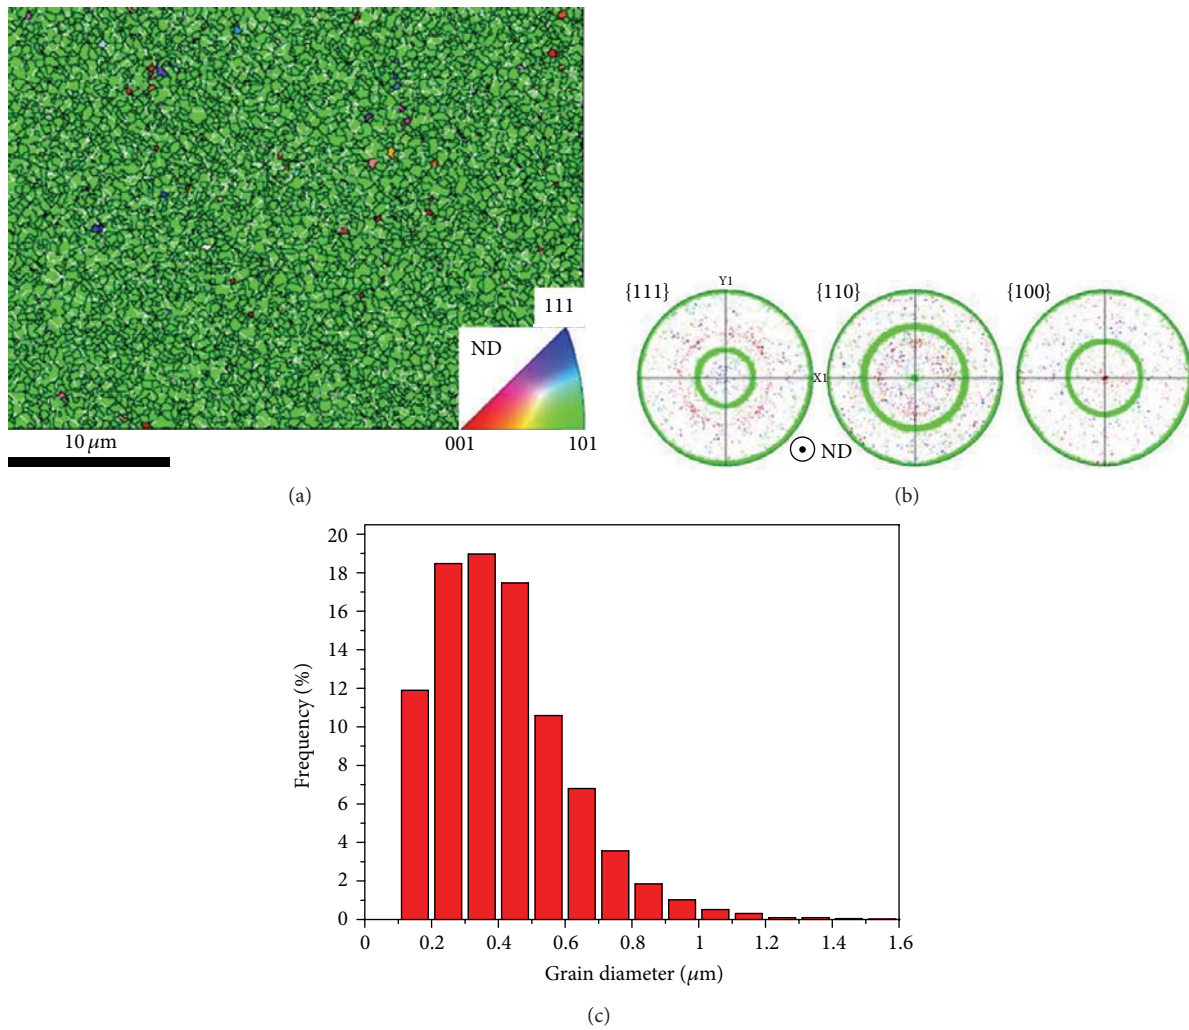 111
ND
001
101
10 μm
(a)
{111}
Y1
{110}
{100}
X1
ND
(b)
20
18
16
14
12
10
8
6
4
2
0
Frequency (%)
0 0.2 0.4 0.6 0.8 1 1.2 1.4 1.6
Grain diameter (μm)
(c)